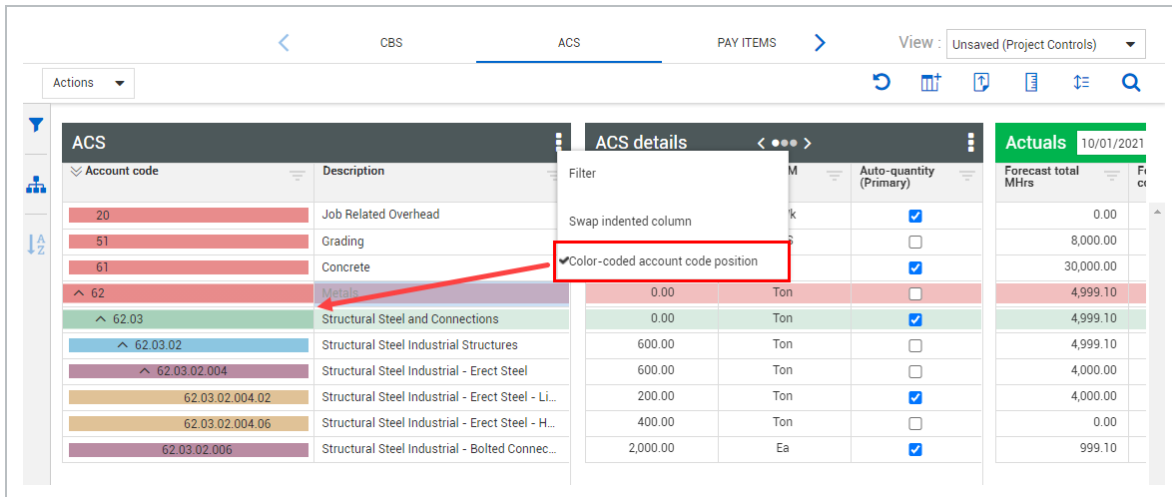 CBS ACS PAY ITEMS View : Unsaved (Project Controls)
Actions
ACS ACS details Actuals 10/01/2021
Account code Description M Auto-quantity (Primary) Forecast total MHrs
Filter
Swap indented column
Color-coded account code position
20 Job Related Overhead 0.00
51 Grading 8,000.00
61 Concrete 30,000.00
62 Metals 0.00 Ton 4,999.10
62.03 Structural Steel and Connections 0.00 Ton 4,999.10
62.03.02 Structural Steel Industrial Structures 600.00 Ton 4,999.10
62.03.02.004 Structural Steel Industrial - Erect Steel 600.00 Ton 4,000.00
62.03.02.004.02 Structural Steel Industrial - Erect Steel - Li... 200.00 Ton 4,000.00
62.03.02.004.06 Structural Steel Industrial - Erect Steel - H... 400.00 Ton 0.00
62.03.02.006 Structural Steel Industrial - Bolted Connec... 2,000.00 Ea 999.10